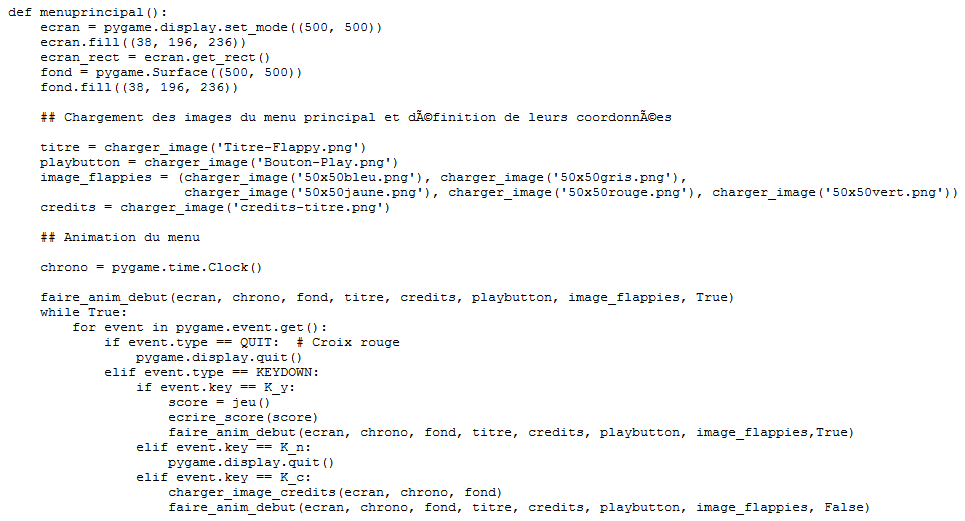 def menuprincipal():
    ecran = pygame.display.set_mode((500, 500))
    ecran.fill((38, 196, 236))
    ecran_rect = ecran.get_rect()
    fond = pygame.Surface((500, 500))
    fond.fill((38, 196, 236))

    ## Chargement des images du menu principal et dÃ©finition de leurs coordonnÃ©es

    titre = charger_image('Titre-Flappy.png')
    playbutton = charger_image('Bouton-Play.png')
    image_flappies = (charger_image('50x50bleu.png'), charger_image('50x50gris.png'),
                      charger_image('50x50jaune.png'), charger_image('50x50rouge.png'), charger_image('50x50vert.png'))
    credits = charger_image('credits-titre.png')

    ## Animation du menu

    chrono = pygame.time.Clock()

    faire_anim_debut(ecran, chrono, fond, titre, credits, playbutton, image_flappies, True)
    while True:
        for event in pygame.event.get():
            if event.type == QUIT:  # Croix rouge
                pygame.display.quit()
            elif event.type == KEYDOWN:
                if event.key == K_y:
                    score = jeu()
                    ecrire_score(score)
                    faire_anim_debut(ecran, chrono, fond, titre, credits, playbutton, image_flappies,True)
                elif event.key == K_n:
                    pygame.display.quit()
                elif event.key == K_c:
                    charger_image_credits(ecran, chrono, fond)
                    faire_anim_debut(ecran, chrono, fond, titre, credits, playbutton, image_flappies, False)